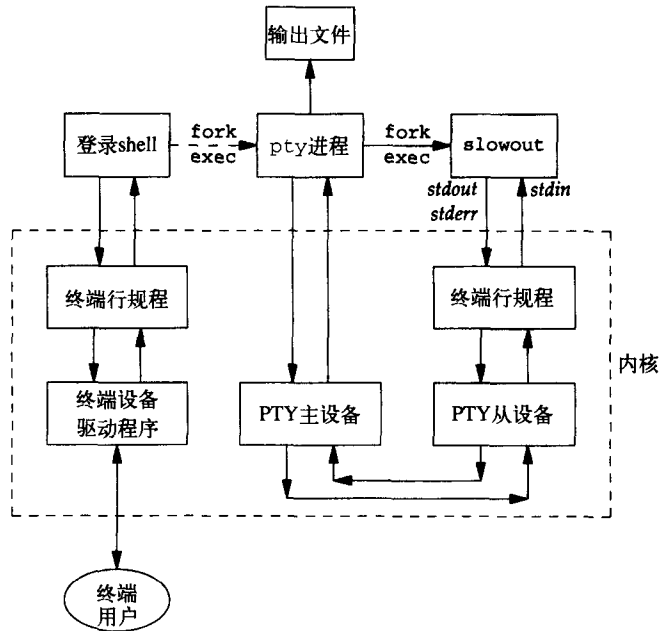 输出文件
登录shell
fork
exec
pty进程
fork
exec
slowout
stdout
stderr
stdin
终端行规程
终端行规程
内核
终端设备
驱动程序
PTY主设备
PTY从设备
终端
用户